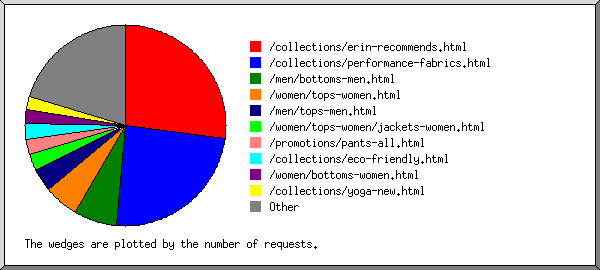 /collections/erin-recommends.html
/collections/performance-fabrics.html
/men/bottoms-men.html
/women/tops-women.html
/men/tops-men.html
/women/tops-women/jackets-women.html
/promotions/pants-all.html
/collections/eco-friendly.html
/women/bottoms-women.html
/collections/yoga-new.html
Other
The wedges are plotted by the number of requests.